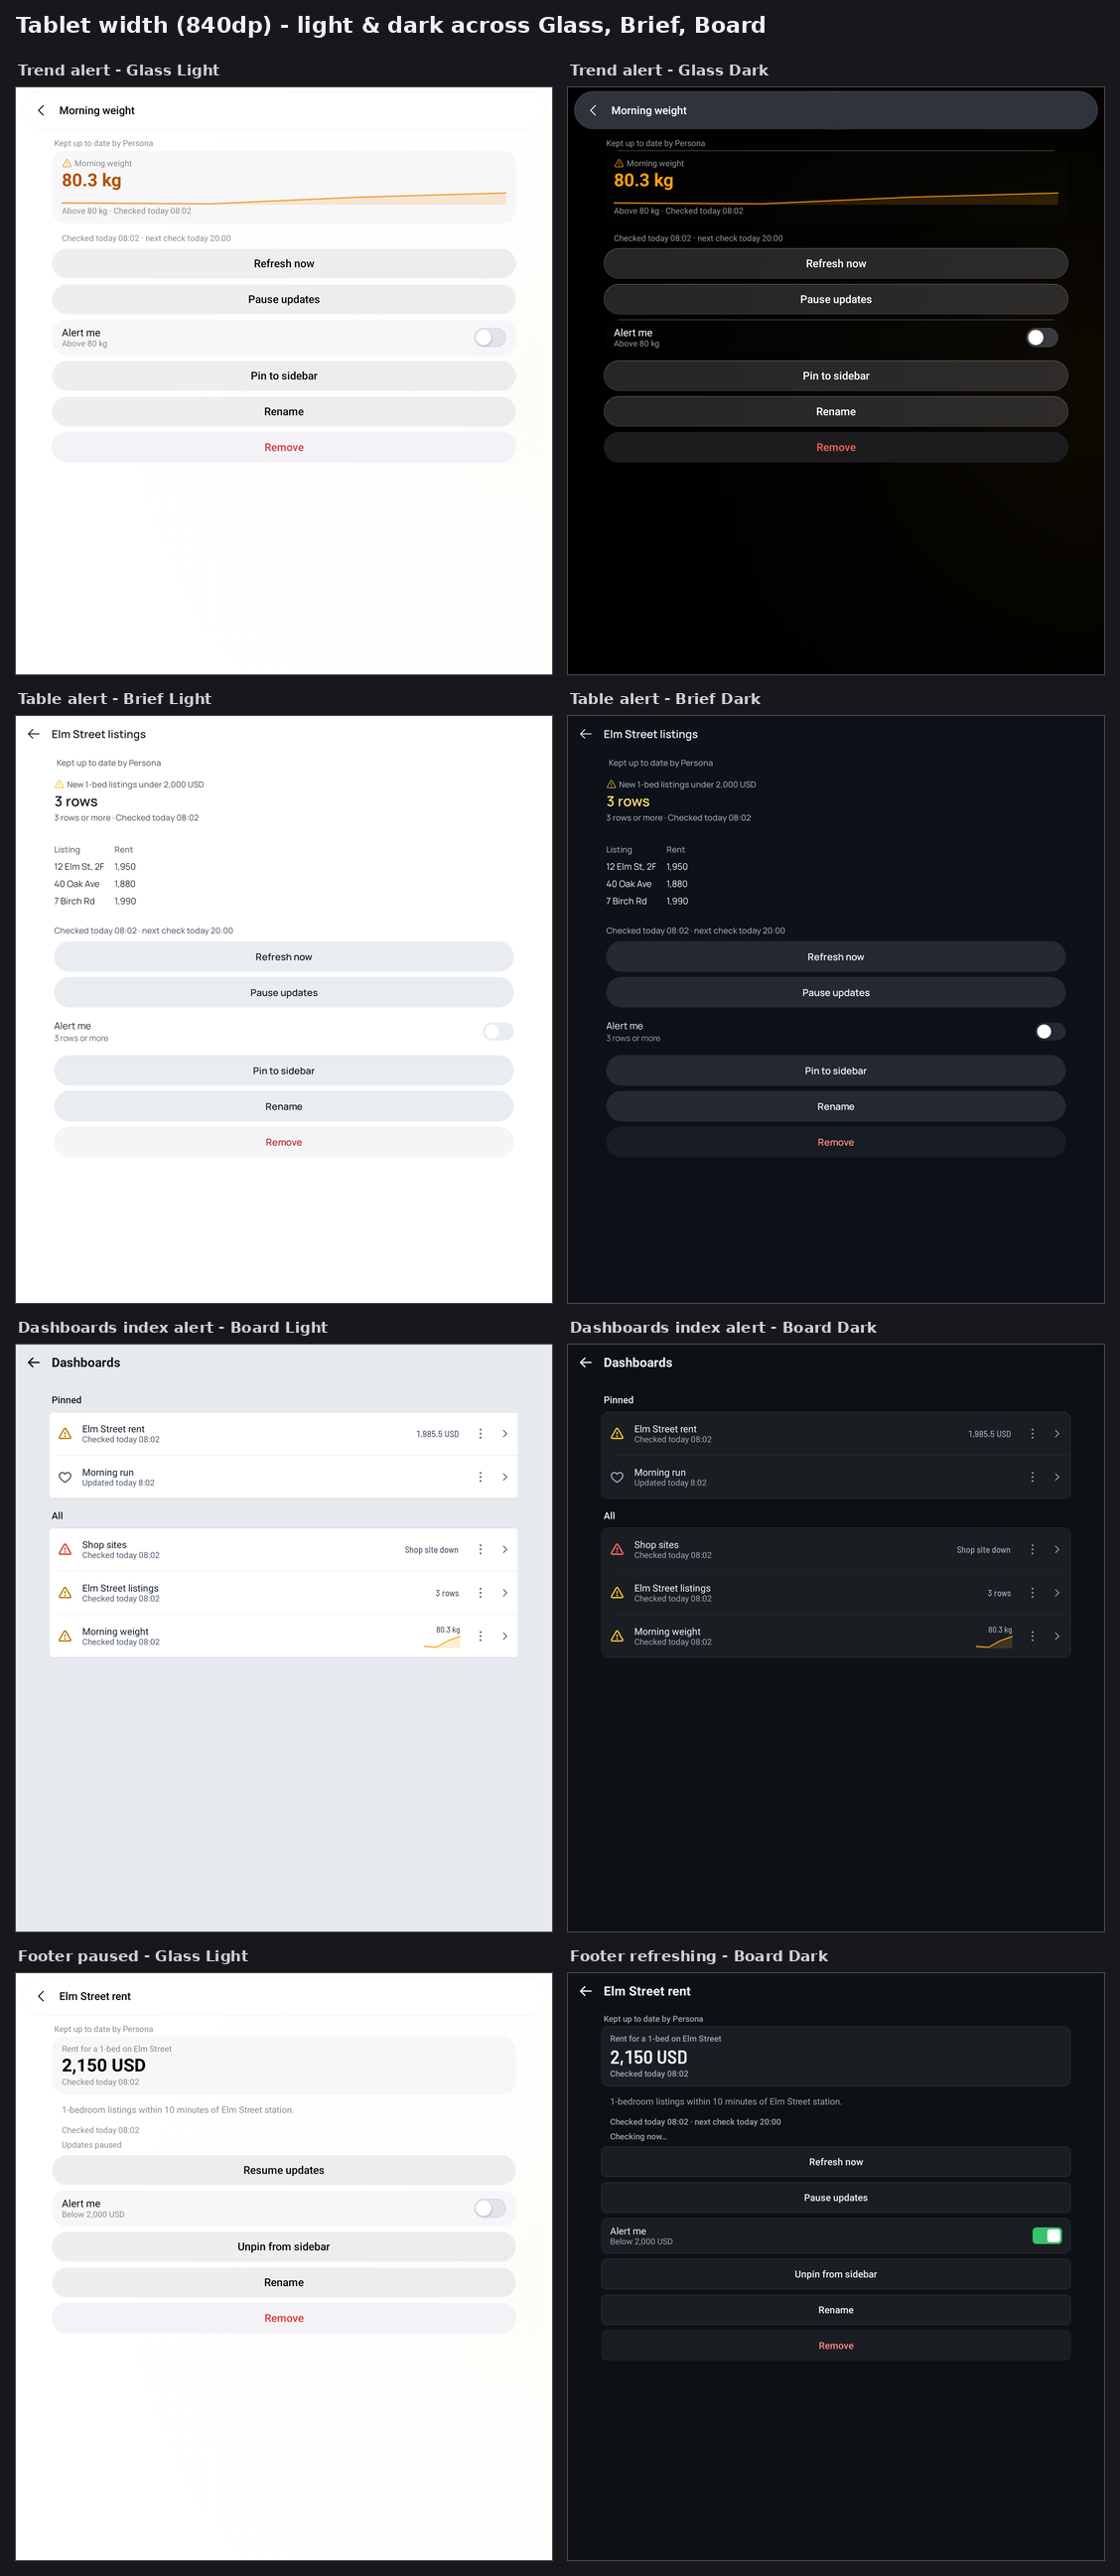 Tablet width (840dp) - light & dark across Glass, Brief, Board
Trend alert - Glass Light
Morning weight
Kept up to date by Persona
Morning weight
80.3 kg
Above 80 kg · Checked today 08:02
Checked today 08:02 · next check today 20:00
Refresh now
Pause updates
Alert me
Above 80 kg
Pin to sidebar
Rename
Remove
Trend alert - Glass Dark
Morning weight
Kept up to date by Persona
Morning weight
80.3 kg
Above 80 kg · Checked today 08:02
Checked today 08:02 · next check today 20:00
Refresh now
Pause updates
Alert me
Above 80 kg
Pin to sidebar
Rename
Remove
Table alert - Brief Light
Elm Street listings
Kept up to date by Persona
New 1-bed listings under 2,000 USD
3 rows
3 rows or more · Checked today 08:02
Listing Rent
12 Elm St, 2F 1,950
40 Oak Ave 1,880
7 Birch Rd 1,990
Checked today 08:02 · next check today 20:00
Refresh now
Pause updates
Alert me
3 rows or more
Pin to sidebar
Rename
Remove
Table alert - Brief Dark
Elm Street listings
Kept up to date by Persona
New 1-bed listings under 2,000 USD
3 rows
3 rows or more · Checked today 08:02
Listing Rent
12 Elm St, 2F 1,950
40 Oak Ave 1,880
7 Birch Rd 1,990
Checked today 08:02 · next check today 20:00
Refresh now
Pause updates
Alert me
3 rows or more
Pin to sidebar
Rename
Remove
Dashboards index alert - Board Light
Dashboards
Pinned
Elm Street rent
Checked today 08:02
1,985.5 USD
Morning run
Updated today 8:02
All
Shop sites
Checked today 08:02
Shop site down
Elm Street listings
Checked today 08:02
3 rows
Morning weight
Checked today 08:02
80.3 kg
Dashboards index alert - Board Dark
Dashboards
Pinned
Elm Street rent
Checked today 08:02
1,985.5 USD
Morning run
Updated today 8:02
All
Shop sites
Checked today 08:02
Shop site down
Elm Street listings
Checked today 08:02
3 rows
Morning weight
Checked today 08:02
80.3 kg
Footer paused - Glass Light
Elm Street rent
Kept up to date by Persona
Rent for a 1-bed on Elm Street
2,150 USD
Checked today 08:02
1-bedroom listings within 10 minutes of Elm Street station.
Checked today 08:02
Updates paused
Resume updates
Alert me
Below 2,000 USD
Unpin from sidebar
Rename
Remove
Footer refreshing - Board Dark
Elm Street rent
Kept up to date by Persona
Rent for a 1-bed on Elm Street
2,150 USD
Checked today 08:02
1-bedroom listings within 10 minutes of Elm Street station.
Checked today 08:02 · next check today 20:00
Checking now...
Refresh now
Pause updates
Alert me
Below 2,000 USD
Unpin from sidebar
Rename
Remove